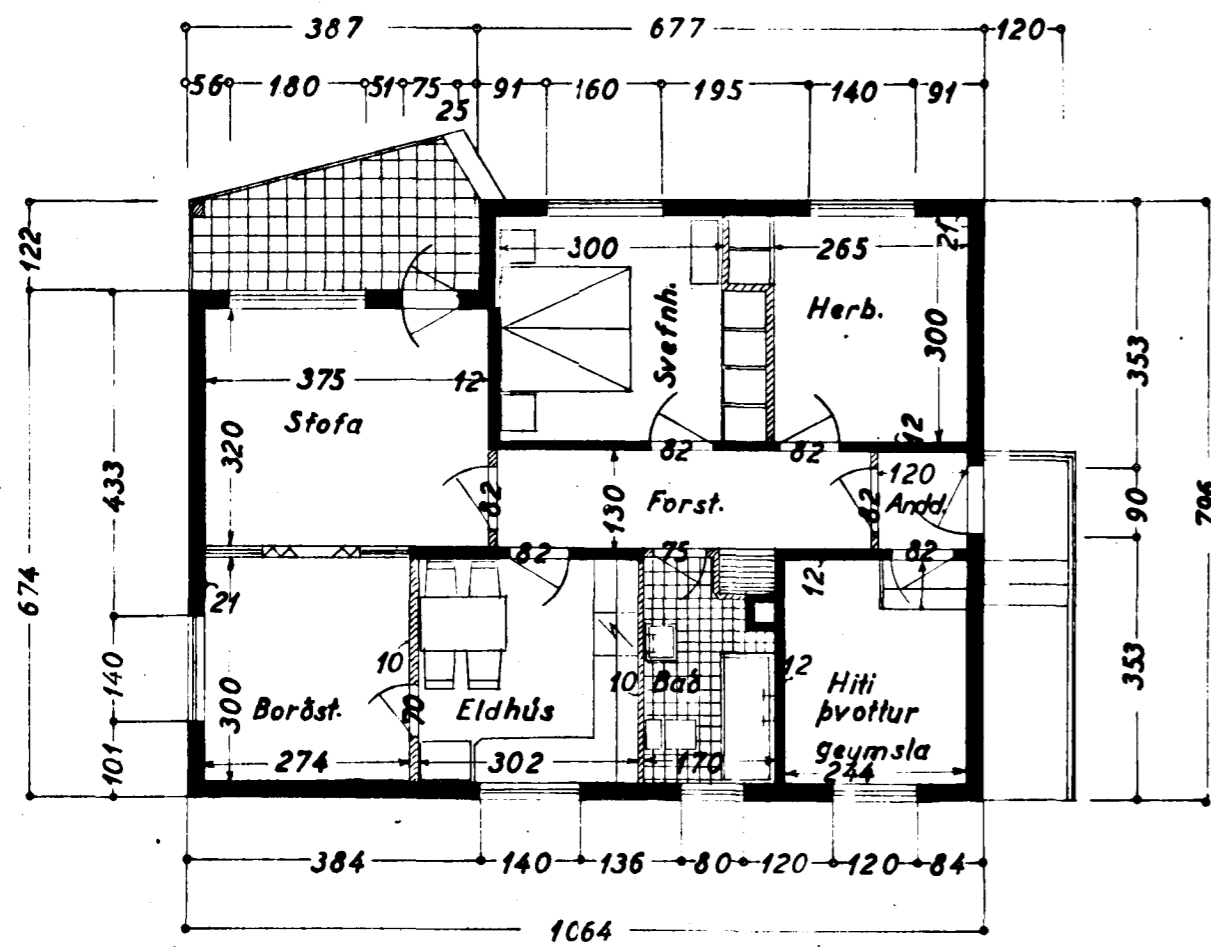 387 677 120
56 180 51 75 91 160 195 140 91
25
122
300 265 21
Svefnh. Herb.
300
375 12
Stofa
320
12
82 82
353
433
674
82 130 Forst. 82 120
Andd.
90
796
82 75 82
21 12
10 10 Bað 12
140 300 70
Borðst. Eldhús Hiti
þvottur
geymsla
353
101
274 302 170 244
384 140 136 80 120 120 84
1064